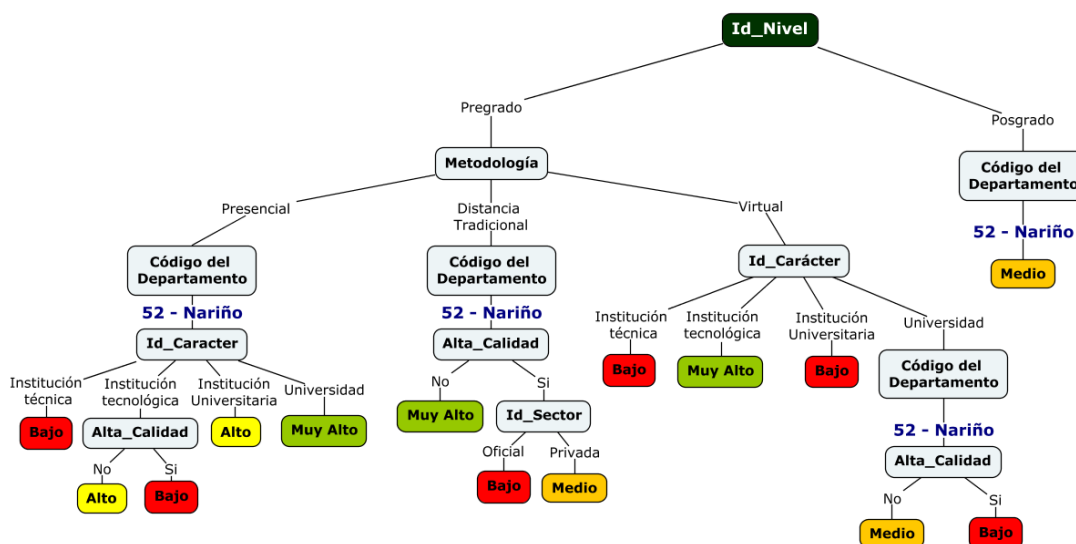 Id_Nivel
Pregrado
Posgrado
Metodología
Código del
Departamento
Presencial
Distancia
Tradicional
Virtual
52 - Nariño
Código del
Departamento
Código del
Departamento
Id_Carácter
Medio
52 - Nariño
52 - Nariño
Institución
técnica
Institución
tecnológica
Institución
Universitaria
Universidad
Id_Caracter
Alta_Calidad
Bajo
Muy Alto
Bajo
Código del
Departamento
Institución
técnica
Institución
tecnológica
Institución
Universitaria
Universidad
No
Si
Bajo
Alta_Calidad
Alto
Muy Alto
Muy Alto
Id_Sector
52 - Nariño
No
Si
Oficial
Privada
Alta_Calidad
Alto
Bajo
Bajo
Medio
No
Si
Medio
Bajo